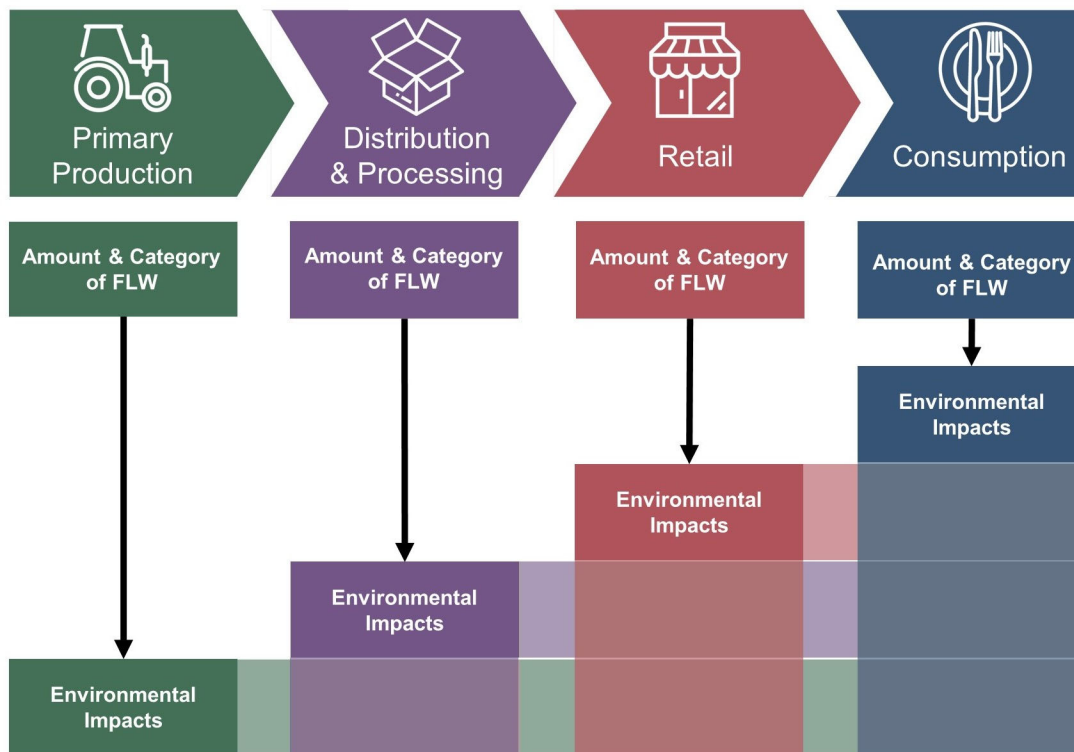 Primary
Production
Distribution
& Processing
Retail
Consumption
Amount & Category
of FLW
Amount & Category
of FLW
Amount & Category
of FLW
Amount & Category
of FLW
Environmental
Impacts
Environmental
Impacts
Environmental
Impacts
Environmental
Impacts